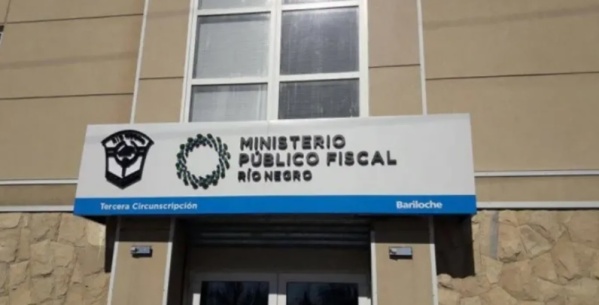 MINISTERIO
PÚBLICO FISCAL
RÍO NEGRO
Tercera Circunscripción
Bariloche